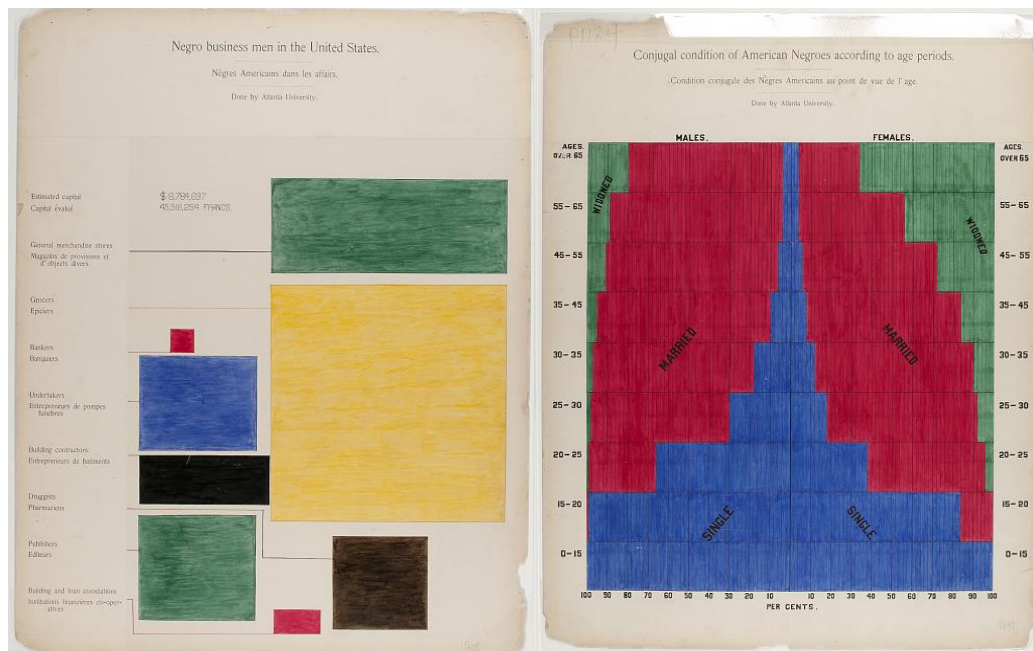 Negro business men in the United States.
Nègres Americains dans les affairs.
Done by Atlanta University.
Estimated capital
Capital évalué
$ 8,784,637
45,516,254 FRANCS.
General merchandise stores
Magazins de provisions et
d'objects divers
Grocers
Epiciers
Bankers
Banquiers
Undertakers
Entrepreneurs de pompes
funèbres
Building contractors
Entrepreneurs de batiments
Druggists
Pharmaciens
Publishers
Editeurs
Building and loan associations
Institutions financieres co-oper-
atives
P1124
Conjugal condition of American Negroes according to age periods.
Condition conjugale des Nègres Americains au point de vue de l'age.
Done by Atlanta University.
MALES.
FEMALES.
AGES.
OVER 65
55-65
45-55
35-45
30-35
25-30
20-25
15-20
0-15
AGES.
OVER 65
55-65
45-55
35-45
30-35
25-30
20-25
15-20
0-15
WIDOWED
WIDOWED
MARRIED
MARRIED
SINGLE
SINGLE
100 90 80 70 60 50 40 30 20 10 10 20 30 40 50 60 70 80 90 100
PER CENTS.